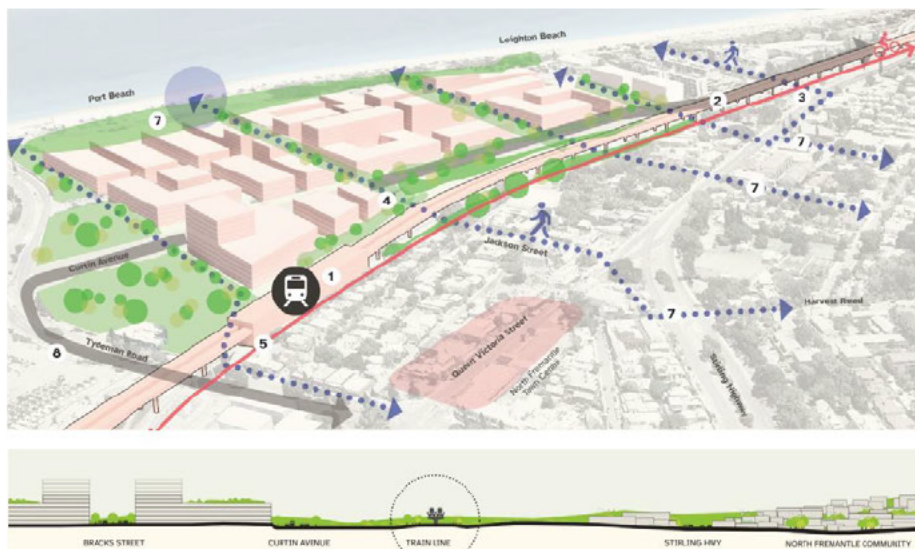 Leighton Beach
Port Beach
7
2
3
7
7
4
Jackson Street
Curtin Avenue
1
7
Harvest Road
5
Queen Victoria Street
North Fremantle
Town Centre
Stirling Highway
8
Tydeman Road
BRACKS STREET
CURTIN AVENUE
TRAIN LINE
STIRLING HWY
NORTH FREMANTLE COMMUNITY